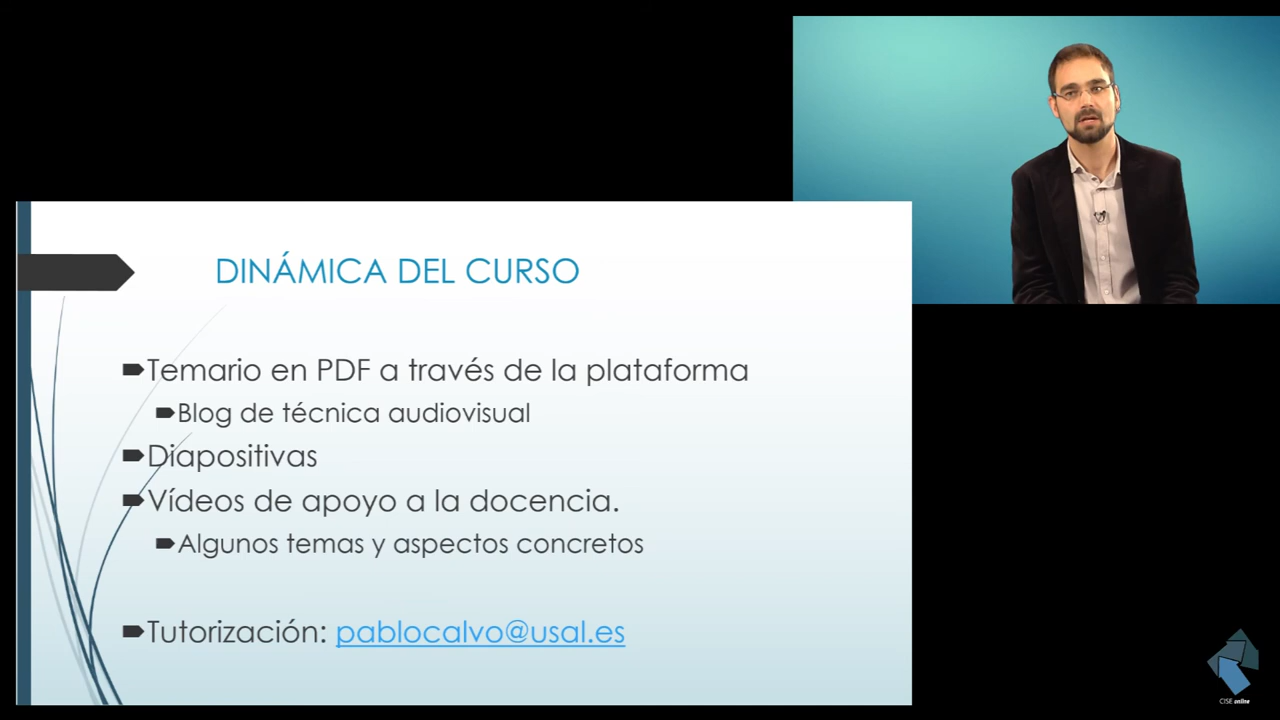 DINÁMICA DEL CURSO
Temario en PDF a través de la plataforma
Blog de técnica audiovisual
Diapositivas
Vídeos de apoyo a la docencia.
Algunos temas y aspectos concretos
Tutorización: pablocalvo@usal.es
CISE online